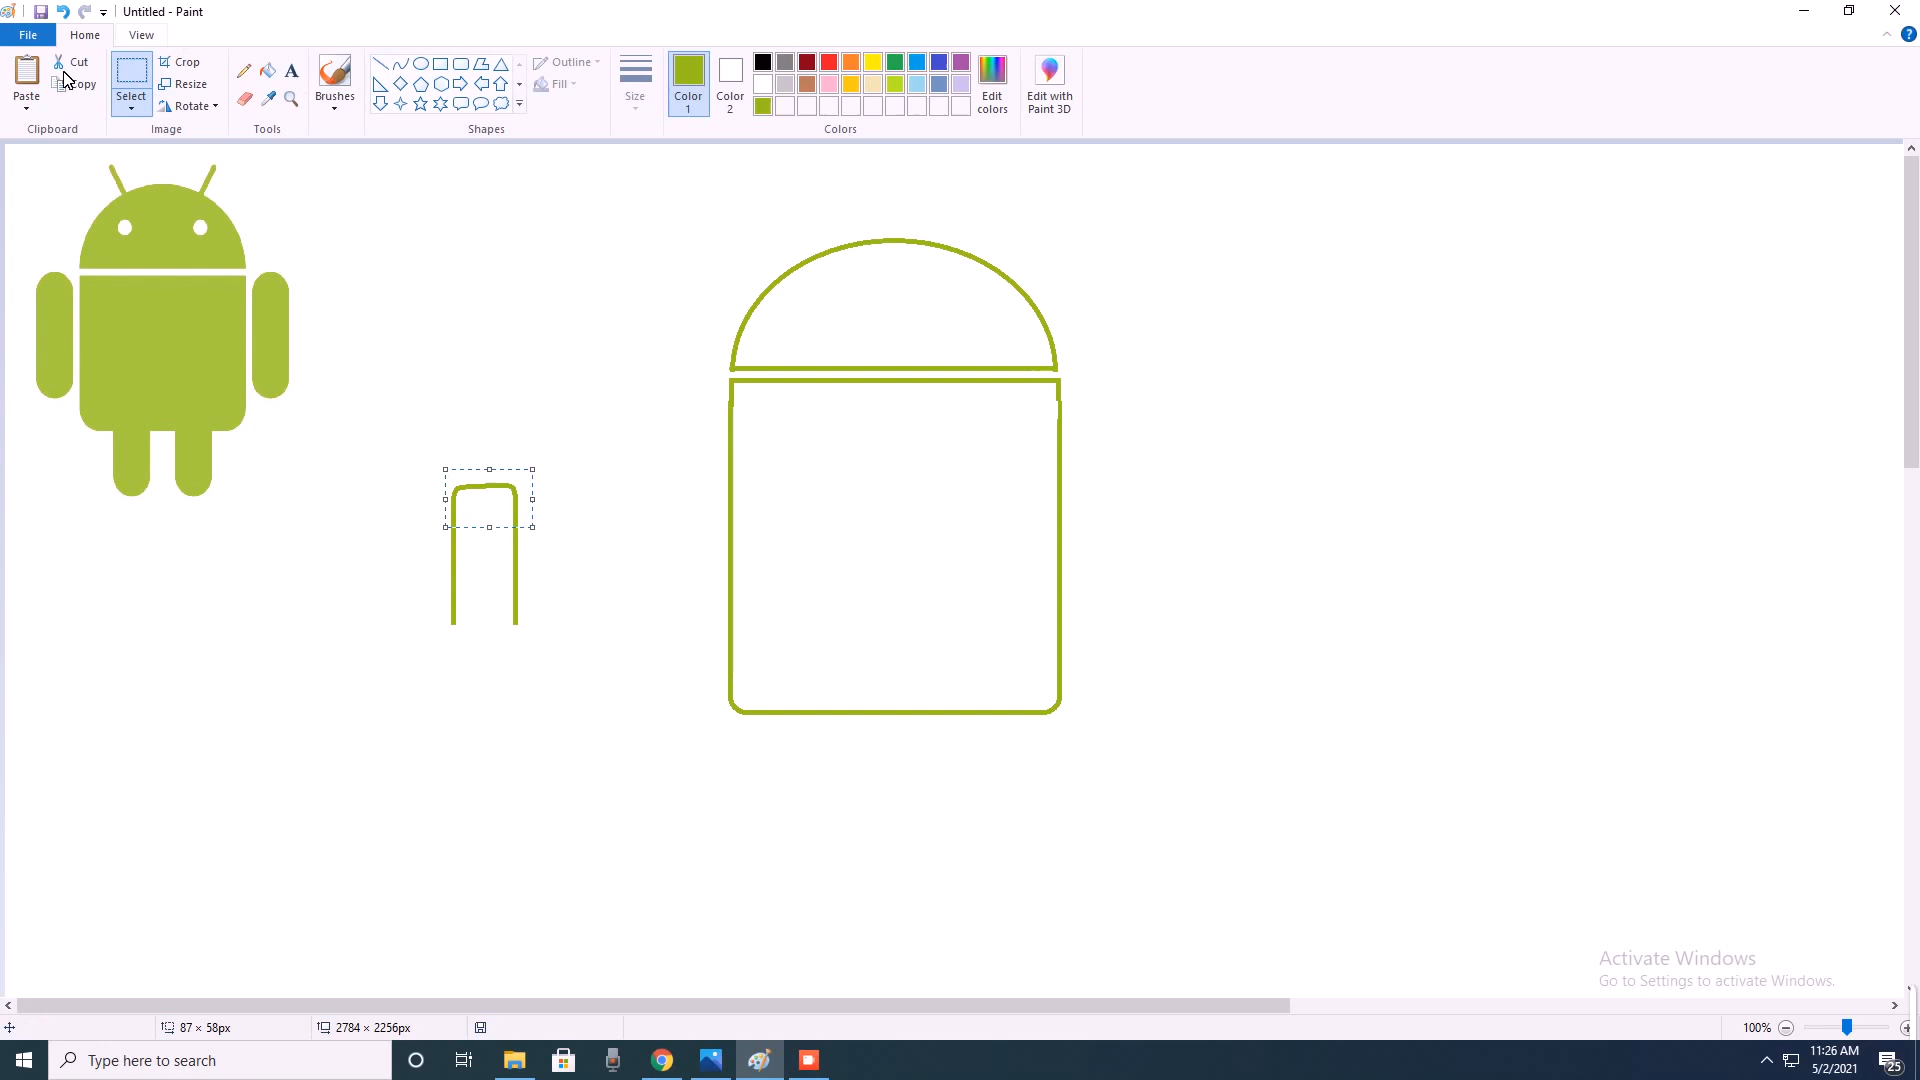 Untitled - Paint
File Home View
Paste
Cut
Copy
Clipboard
Select
Crop
Resize
Rotate
Image
A
Tools
Brushes
Shapes
Outline
Fill
Size
Color 1
Color 2
Edit colors
Colors
Edit with Paint 3D
Activate Windows
Go to Settings to activate Windows.
87 × 58px
2784 × 2256px
100%
Type here to search
11:26 AM
5/2/2021
25